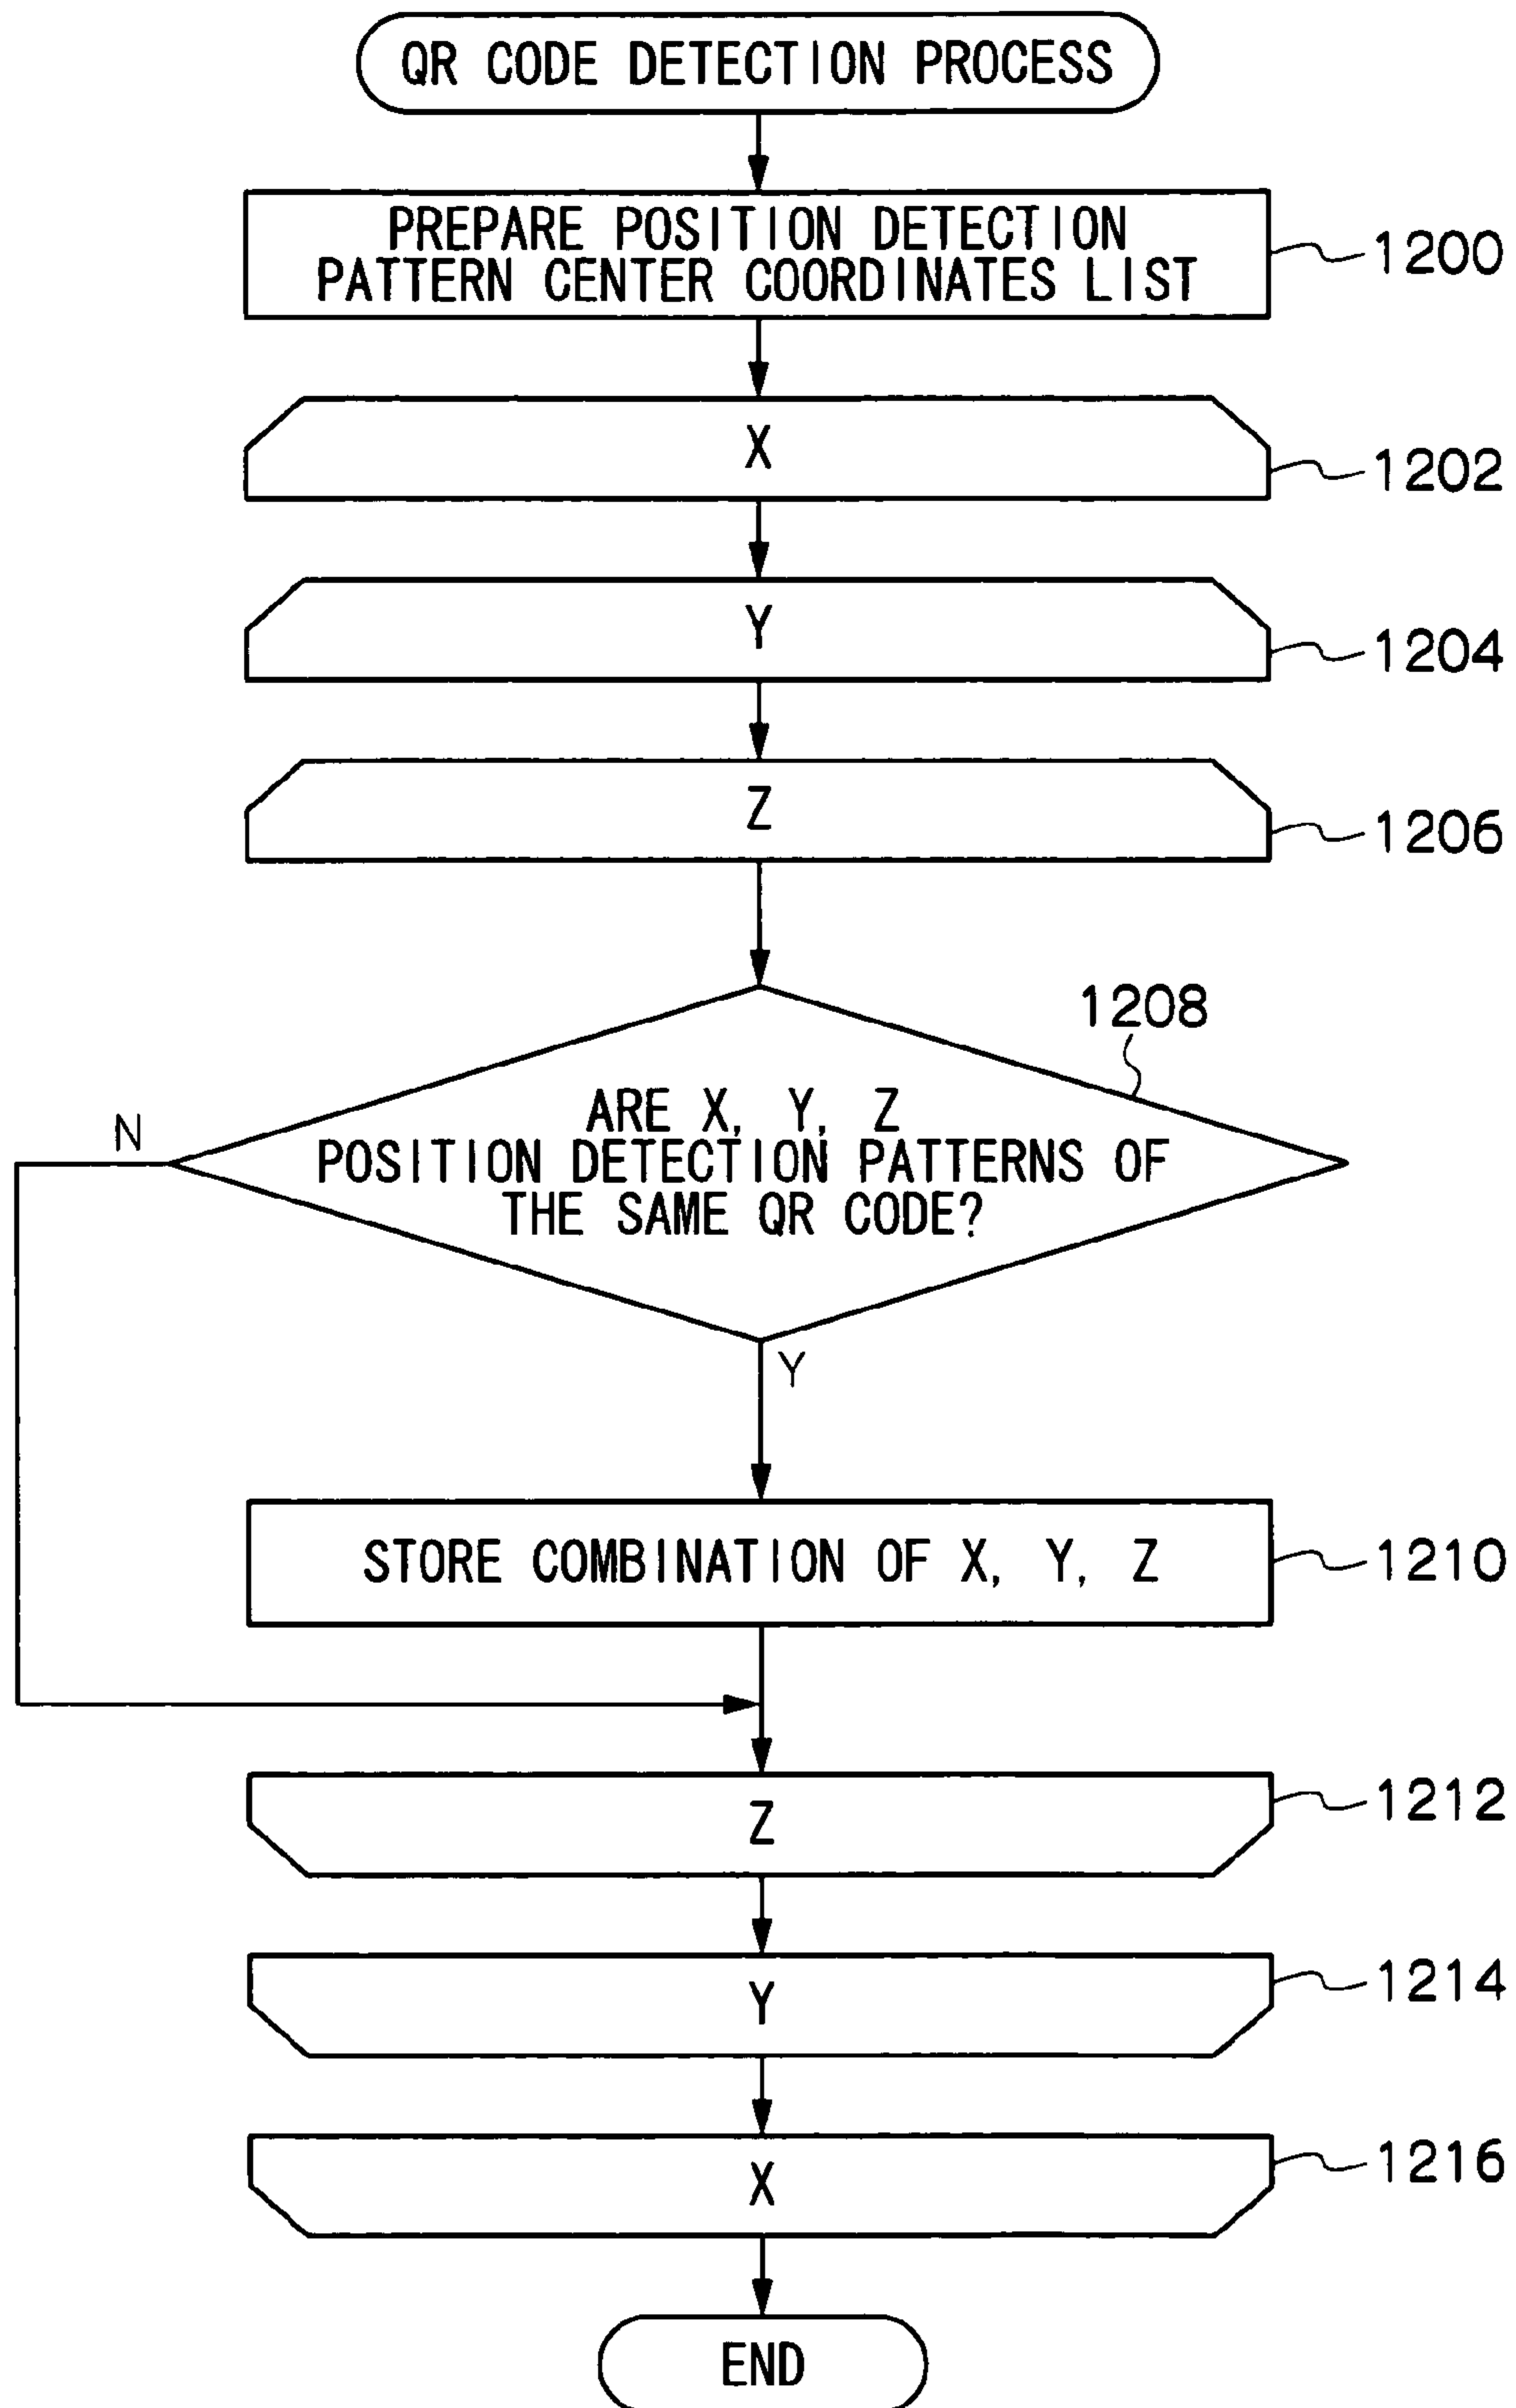 QR CODE DETECTION PROCESS
PREPARE POSITION DETECTION
PATTERN CENTER COORDINATES LIST
1200
X
1202
Y
1204
Z
1206
1208
ARE X, Y, Z
POSITION DETECTION PATTERNS OF
THE SAME QR CODE?
N
Y
STORE COMBINATION OF X, Y, Z
1210
Z
1212
Y
1214
X
1216
END